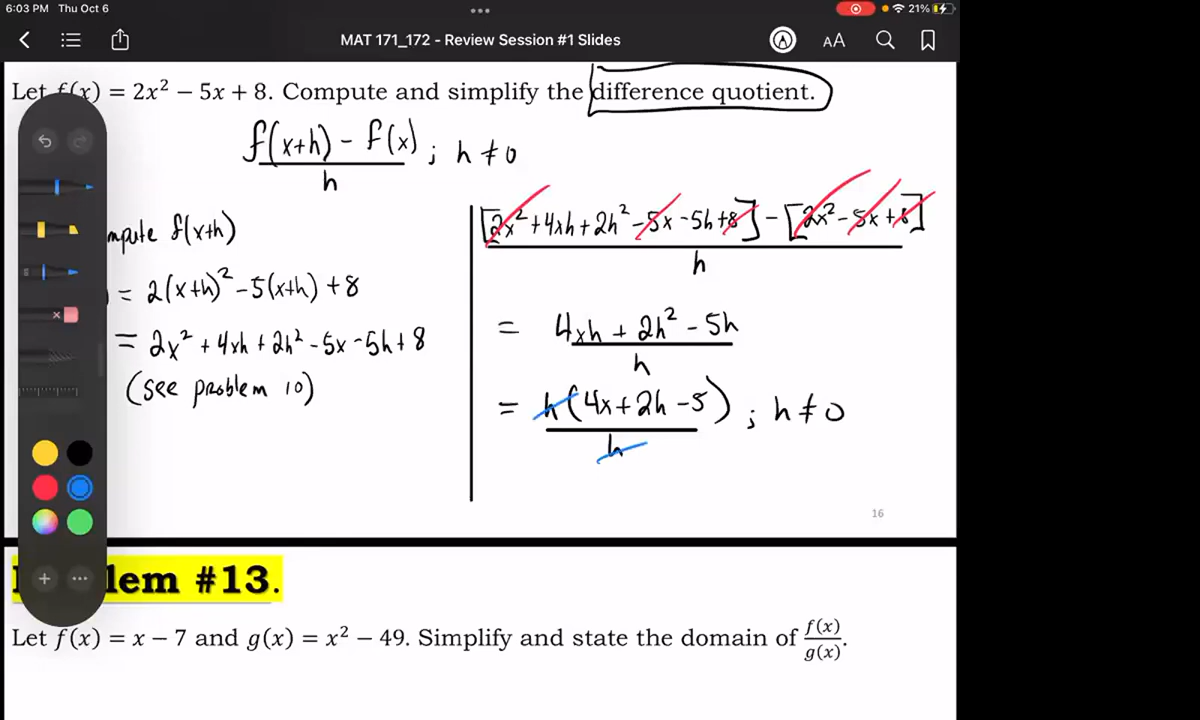 6:03 PM Thu Oct 6
21%
MAT 171_172 - Review Session #1 Slides
AA
Let f(x) = 2x² − 5x + 8. Compute and simplify the difference quotient.
f(x+h) - f(x) ; h ≠ 0
h
mpute f(x+h)
= 2(x+h)² - 5(x+h) + 8
= 2x² + 4xh + 2h² - 5x - 5h + 8
(see problem 10)
[2x² + 4xh + 2h² - 5x - 5h + 8] - [2x² - 5x + 8]
h
= 4xh + 2h² - 5h
h
= h(4x + 2h - 5) ; h ≠ 0
h
16
lem #13.
Let f(x) = x − 7 and g(x) = x² − 49. Simplify and state the domain of f(x)/g(x).